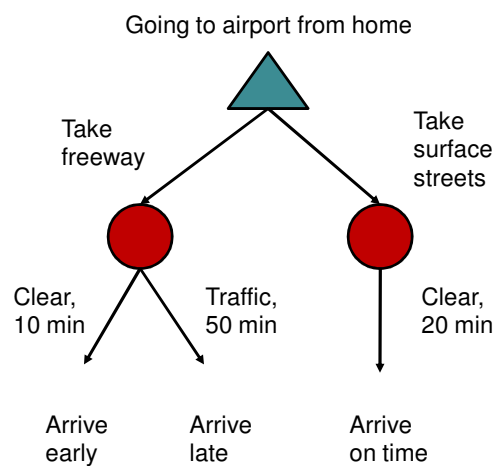 Going to airport from home
Take
freeway
Take
surface
streets
Clear,
10 min
Traffic,
50 min
Clear,
20 min
Arrive
early
Arrive
late
Arrive
on time